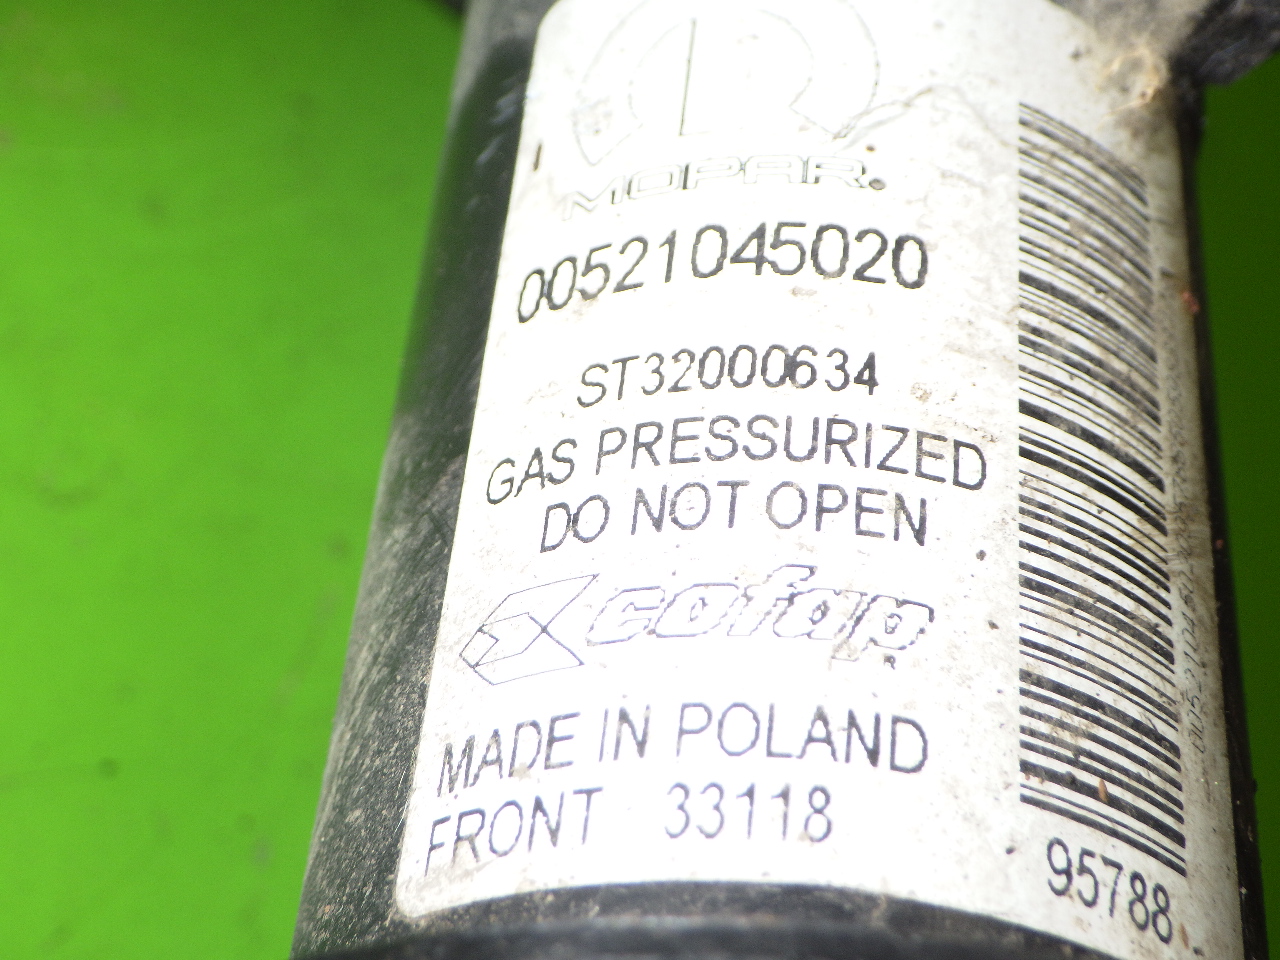 MOPAR.
00521045020
ST32000634
GAS PRESSURIZED
DO NOT OPEN
cofap
R
MADE IN POLAND
FRONT 33118
95788